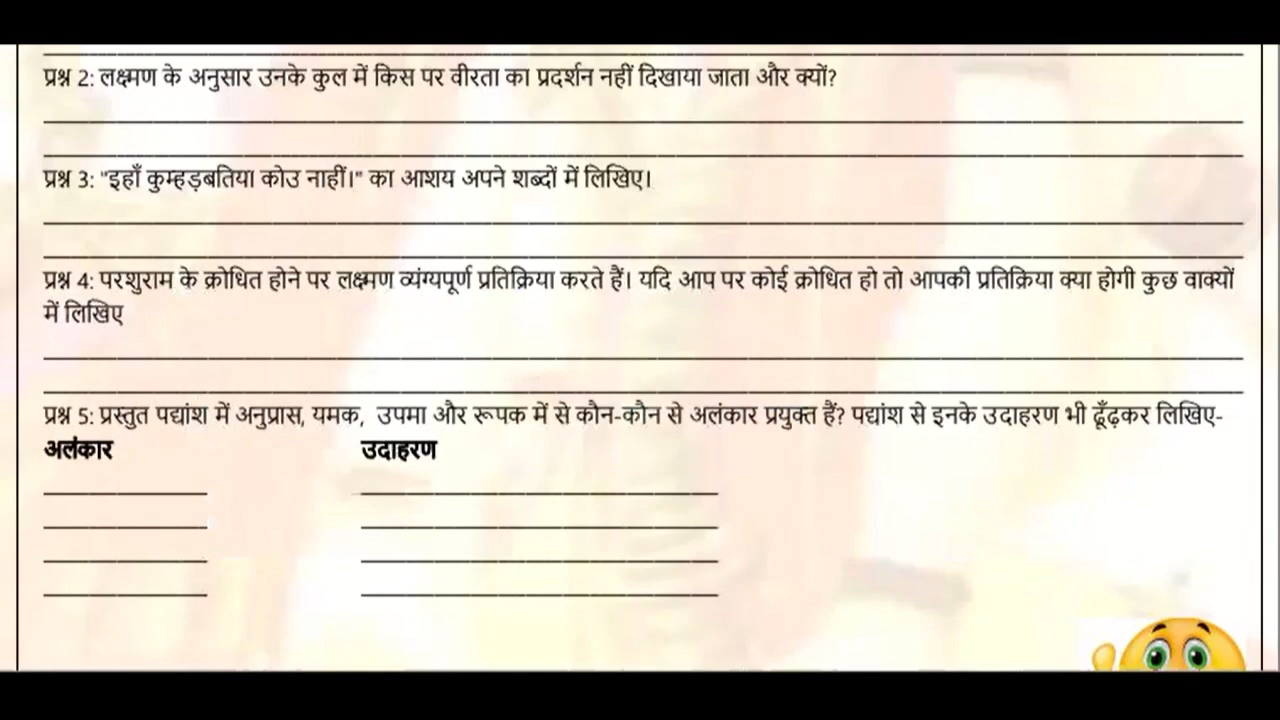 प्रश्न 2: लक्ष्मण के अनुसार उनके कुल में किस पर वीरता का प्रदर्शन नहीं दिखाया जाता और क्यों?
प्रश्न 3: "इहाँ कुम्हड़बतिया कोउ नाहीं।" का आशय अपने शब्दों में लिखिए।
प्रश्न 4: परशुराम के क्रोधित होने पर लक्ष्मण व्यंग्यपूर्ण प्रतिक्रिया करते हैं। यदि आप पर कोई क्रोधित हो तो आपकी प्रतिक्रिया क्या होगी कुछ वाक्यों
में लिखिए
प्रश्न 5: प्रस्तुत पद्यांश में अनुप्रास, यमक, उपमा और रूपक में से कौन-कौन से अलंकार प्रयुक्त हैं? पद्यांश से इनके उदाहरण भी ढूँढ़कर लिखिए-
अलंकार उदाहरण